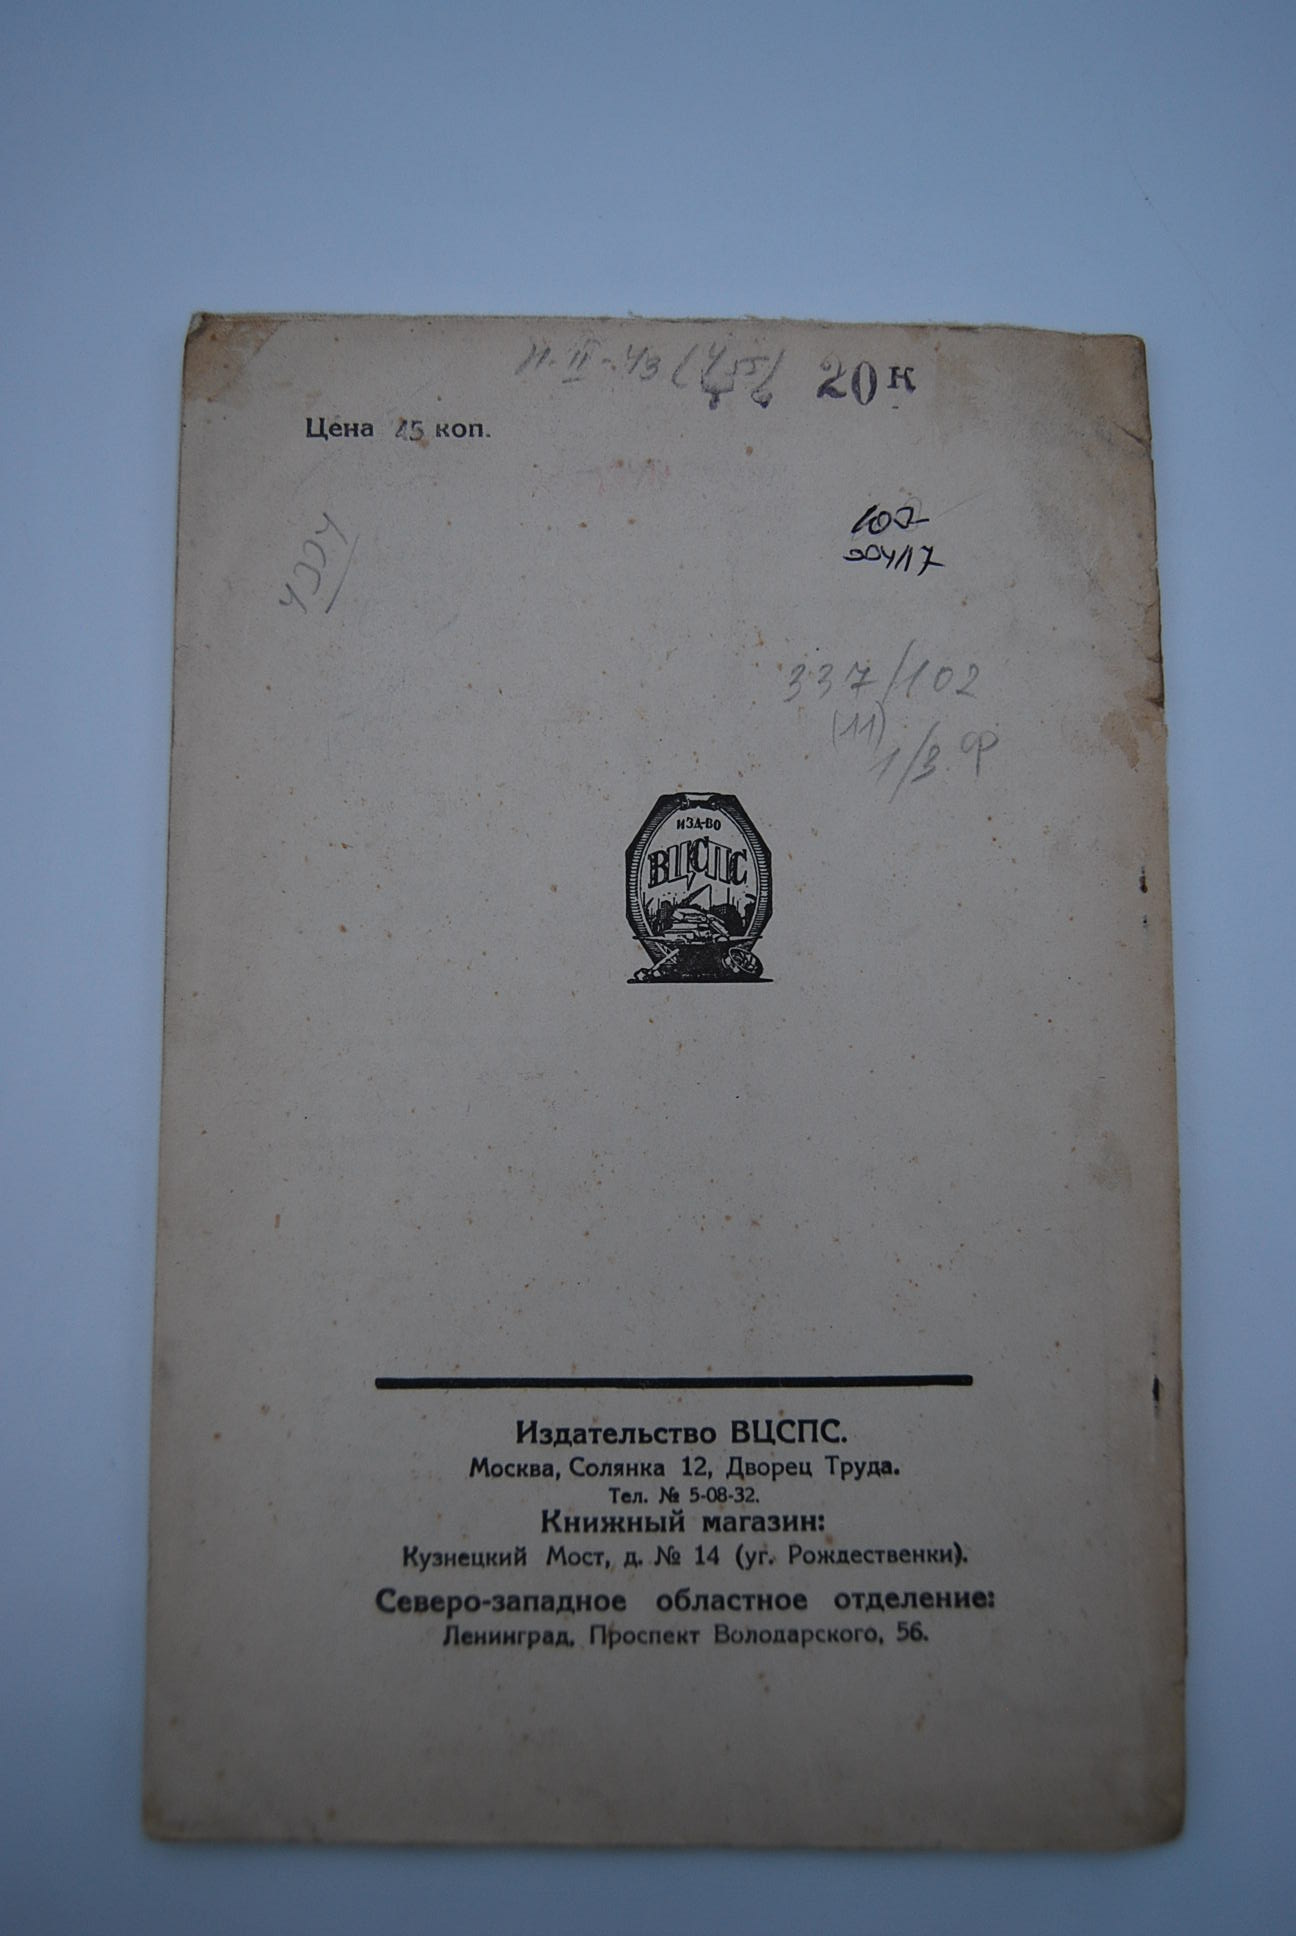 20 к
Цена 45 коп.
337/102
(11)
1/3 ф
ИЗД-ВО
ВЦСПС
Издательство ВЦСПС.
Москва, Солянка 12, Дворец Труда.
Тел. № 5-08-32.
Книжный магазин:
Кузнецкий Мост, д. № 14 (уг. Рождественки).
Северо-западное областное отделение:
Ленинград, Проспект Володарского, 56.